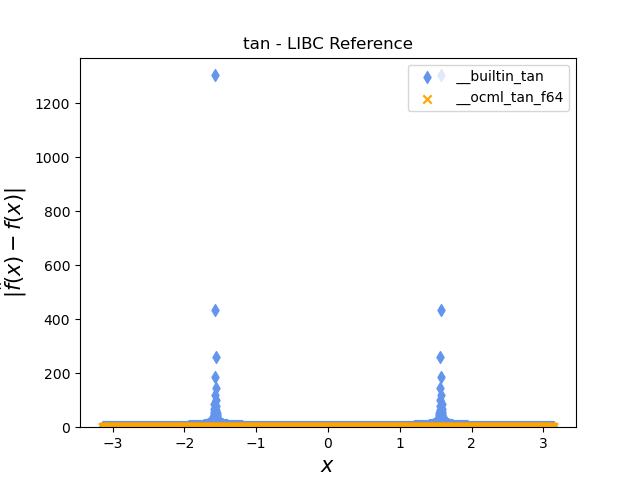 tan - LIBC Reference
__builtin_tan
__ocml_tan_f64
1200
1000
800
600
400
200
0
|f̃(x) − f(x)|
−3
−2
−1
0
1
2
3
x